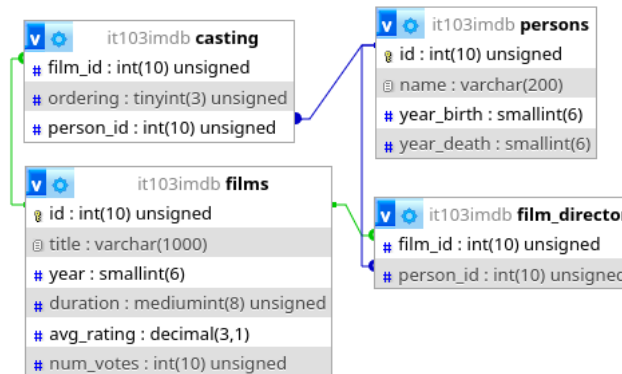 v it103imdb casting
# film_id : int(10) unsigned
# ordering : tinyint(3) unsigned
# person_id : int(10) unsigned
v it103imdb persons
id : int(10) unsigned
name : varchar(200)
# year_birth : smallint(6)
# year_death : smallint(6)
v it103imdb films
id : int(10) unsigned
title : varchar(1000)
# year : smallint(6)
# duration : mediumint(8) unsigned
# avg_rating : decimal(3,1)
# num_votes : int(10) unsigned
v it103imdb film_director
# film_id : int(10) unsigned
# person_id : int(10) unsigned